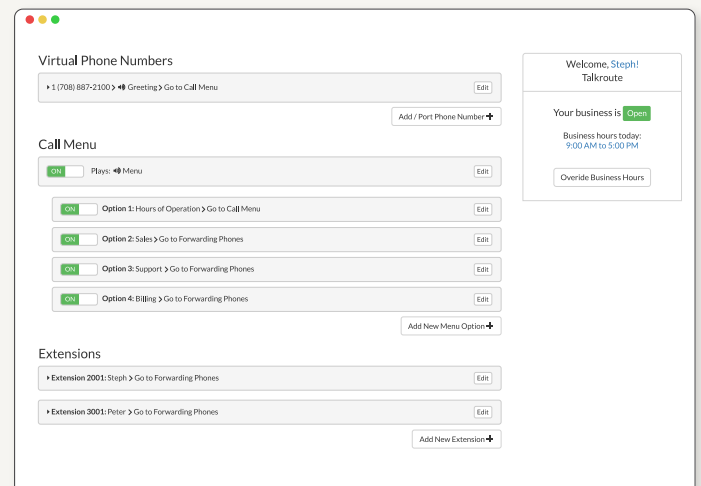 Virtual Phone Numbers
1 (708) 887-2100 > Greeting > Go to Call Menu Edit
Add / Port Phone Number +
Call Menu
ON Plays: Menu Edit
ON Option 1: Hours of Operation > Go to Call Menu Edit
ON Option 2: Sales > Go to Forwarding Phones Edit
ON Option 3: Support > Go to Forwarding Phones Edit
ON Option 4: Billing > Go to Forwarding Phones Edit
Add New Menu Option +
Extensions
Extension 2001: Steph > Go to Forwarding Phones Edit
Extension 3001: Peter > Go to Forwarding Phones Edit
Add New Extension +
Welcome, Steph!
Talkroute
Your business is Open
Business hours today:
9:00 AM to 5:00 PM
Overide Business Hours